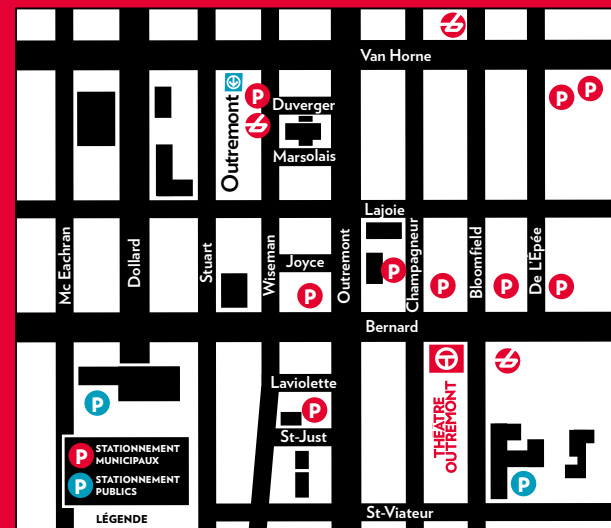 Van Horne
Outremont
P
P
P
Duverger
Marsolais
Lajoie
Mc Eachran
Dollard
Stuart
Wiseman
Joyce
Outremont
Champagneur
Bloomfield
De L'Épée
P
P
P
P
P
Bernard
Laviolette
P
St-Just
THÉÂTRE
OUTREMONT
P
P
P STATIONNEMENT
MUNICIPAUX
P STATIONNEMENT
PUBLICS
LÉGENDE
St-Viateur